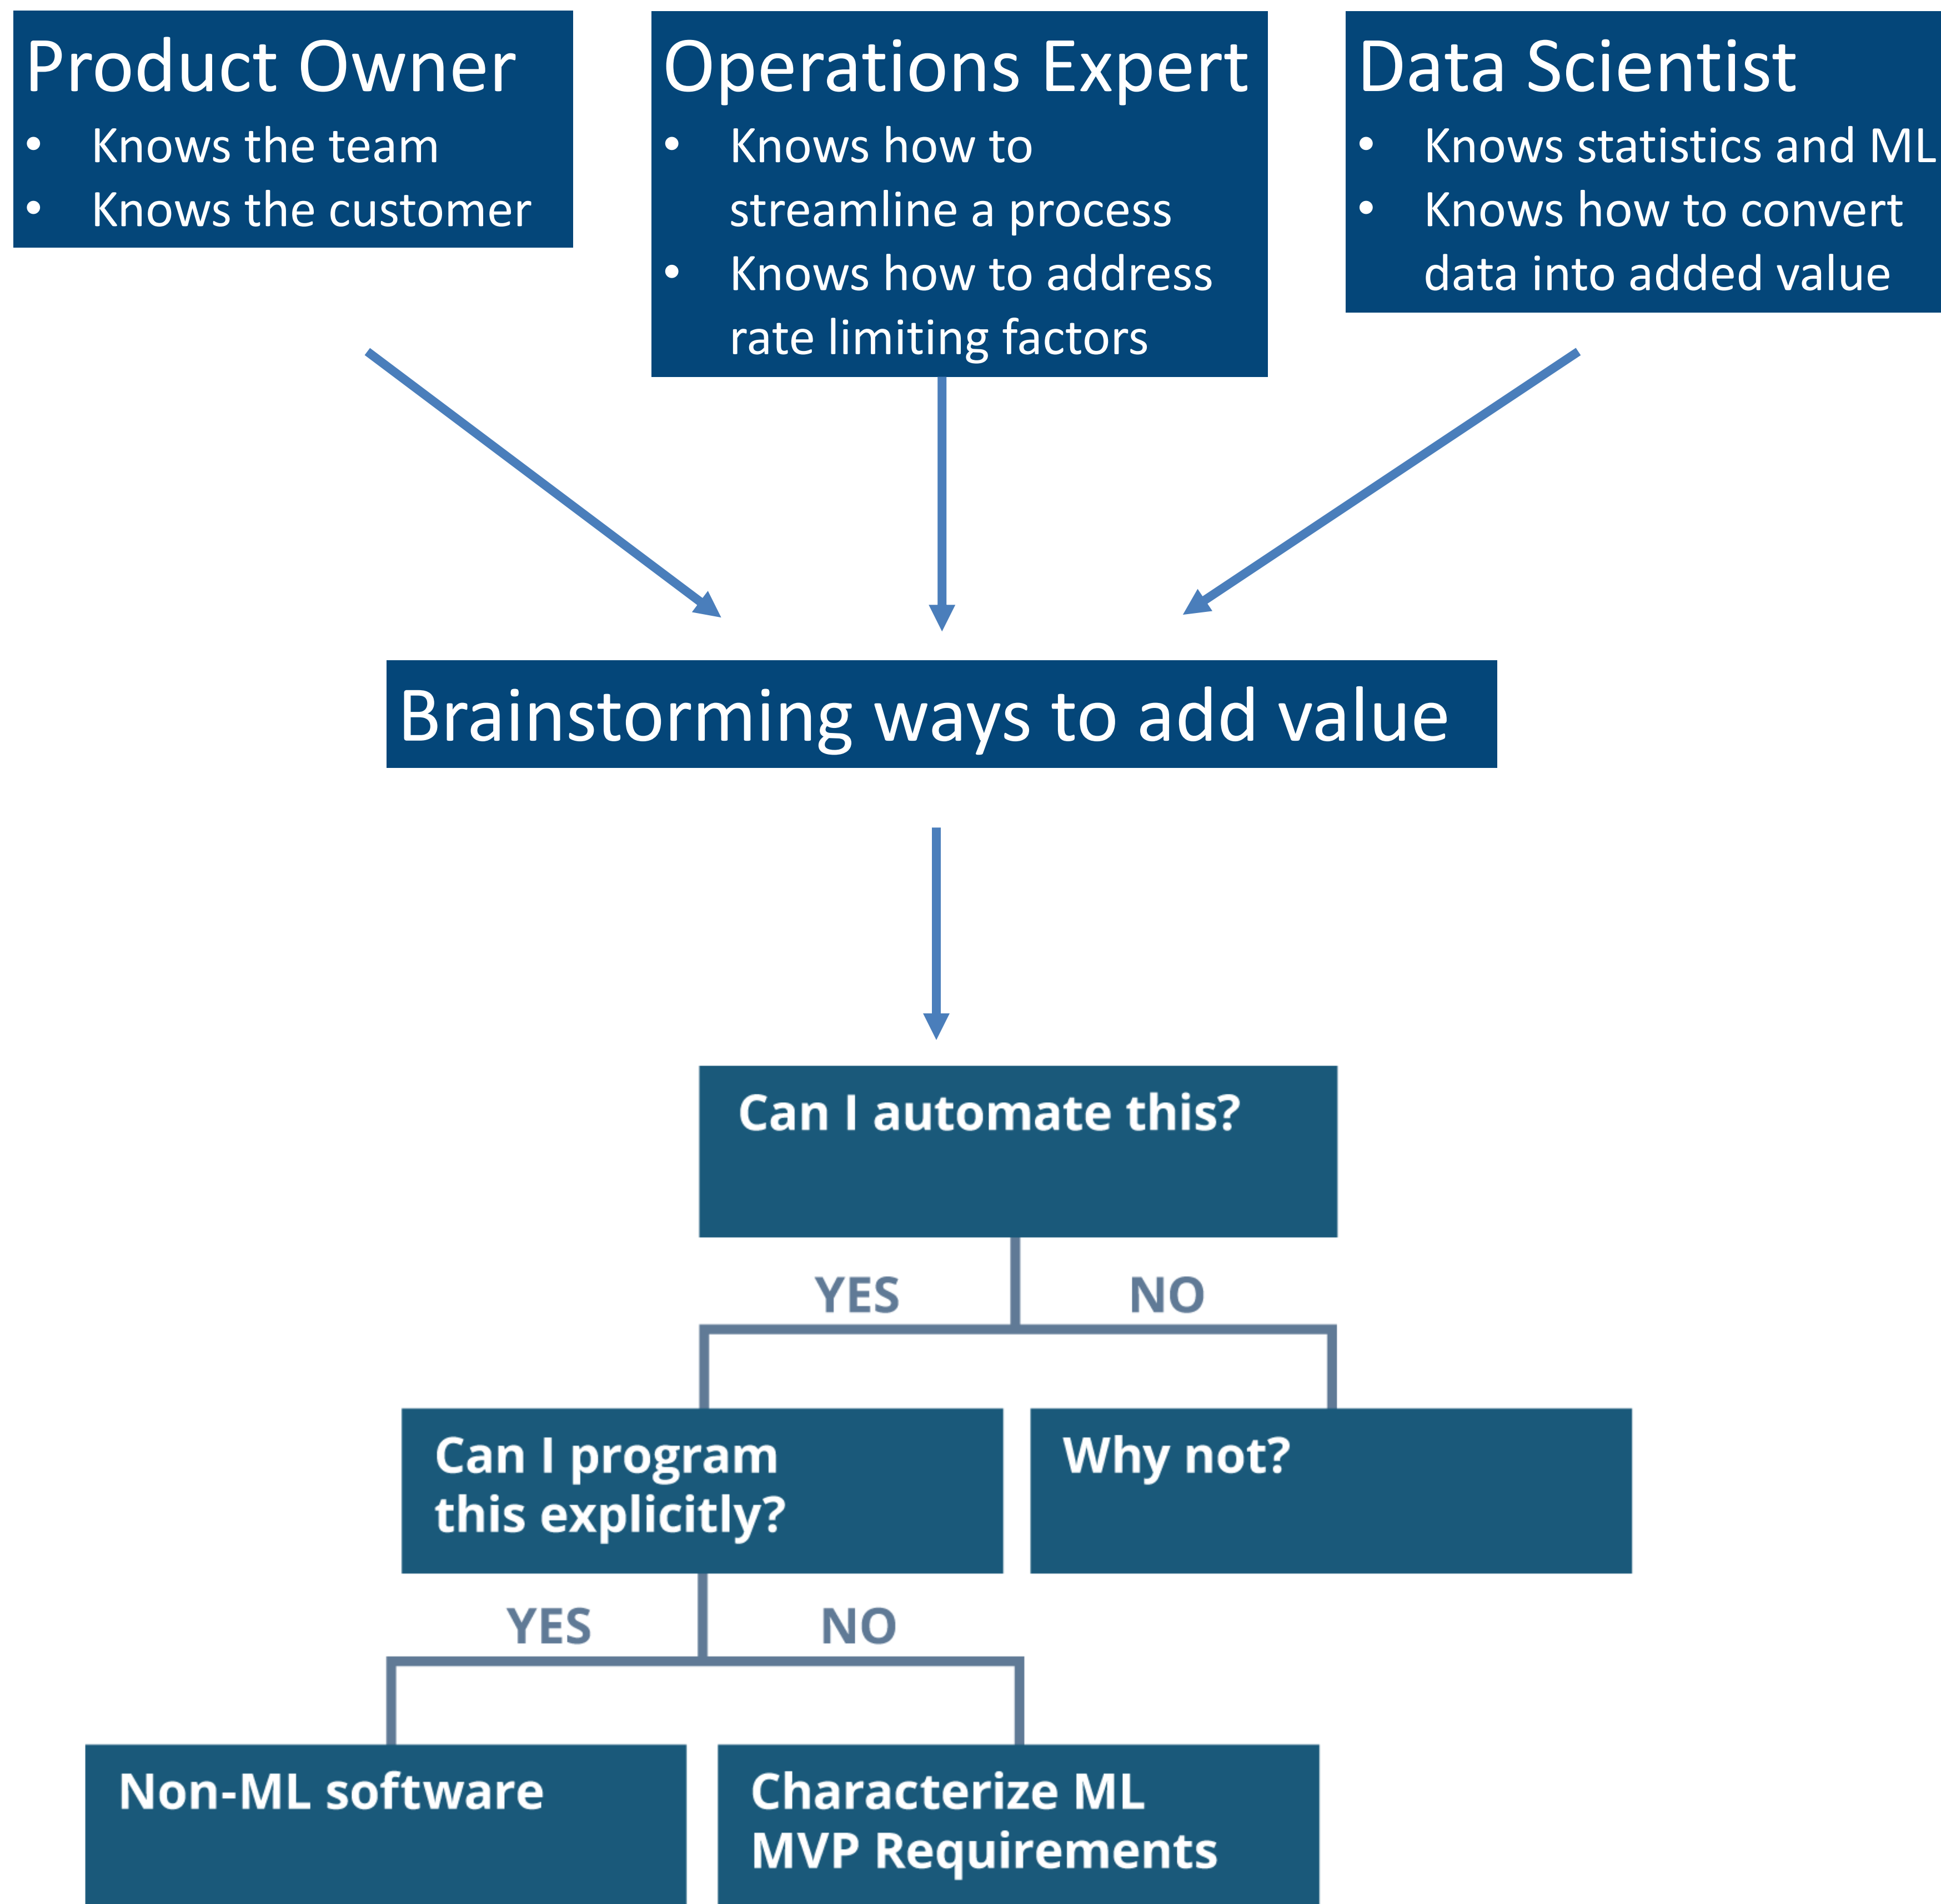 Product Owner
• Knows the team
• Knows the customer
Operations Expert
• Knows how to
streamline a process
• Knows how to address
rate limiting factors
Data Scientist
• Knows statistics and ML
• Knows how to convert
data into added value
Brainstorming ways to add value
Can I automate this?
YES
NO
Can I program
this explicitly?
Why not?
YES
NO
Non-ML software
Characterize ML
MVP Requirements